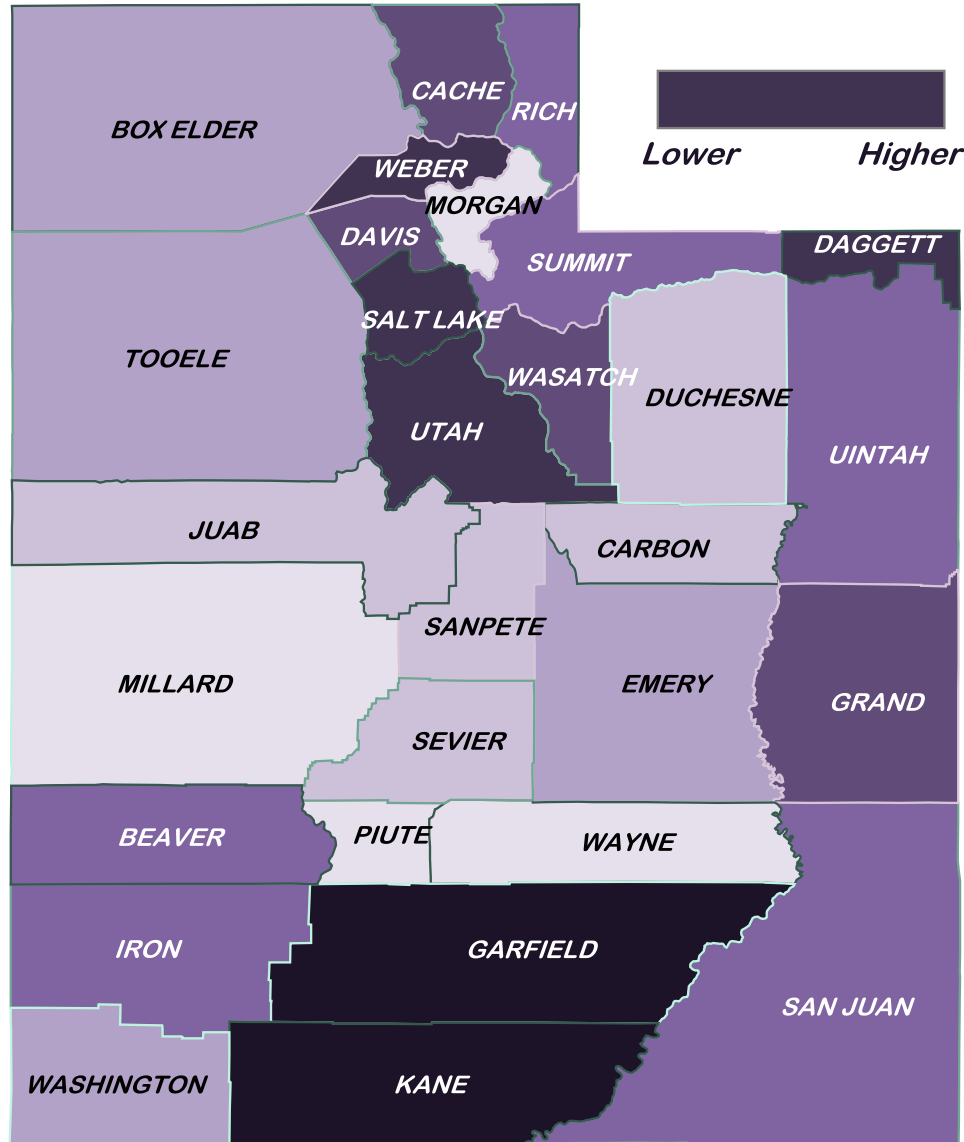 CACHE
RICH
BOX ELDER
Lower
Higher
WEBER
MORGAN
DAVIS
DAGGETT
SUMMIT
SALT LAKE
TOOELE
WASATCH
DUCHESNE
UTAH
UINTAH
JUAB
CARBON
SANPETE
MILLARD
EMERY
GRAND
SEVIER
BEAVER
PIUTE
WAYNE
IRON
GARFIELD
SAN JUAN
WASHINGTON
KANE